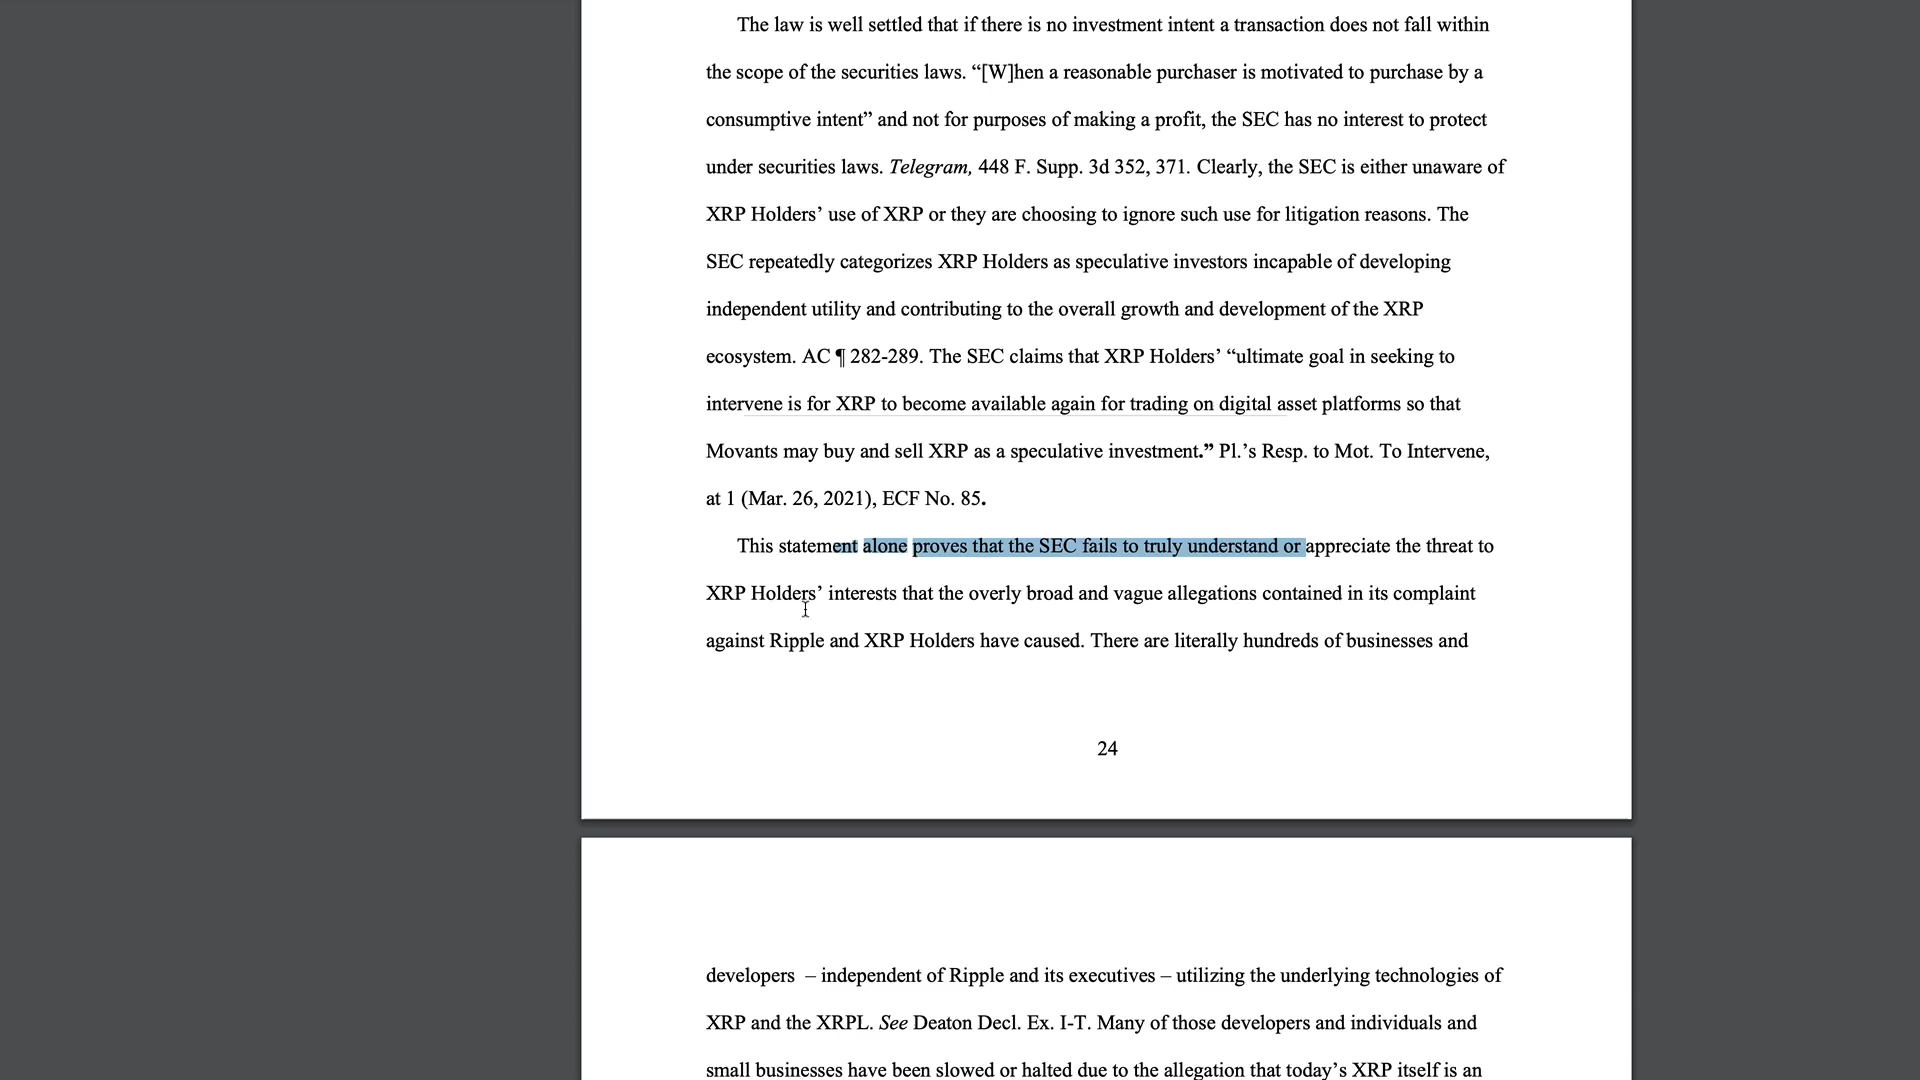 The law is well settled that if there is no investment intent a transaction does not fall within
the scope of the securities laws. “[W]hen a reasonable purchaser is motivated to purchase by a
consumptive intent” and not for purposes of making a profit, the SEC has no interest to protect
under securities laws. Telegram, 448 F. Supp. 3d 352, 371. Clearly, the SEC is either unaware of
XRP Holders’ use of XRP or they are choosing to ignore such use for litigation reasons. The
SEC repeatedly categorizes XRP Holders as speculative investors incapable of developing
independent utility and contributing to the overall growth and development of the XRP
ecosystem. AC ¶ 282-289. The SEC claims that XRP Holders’ “ultimate goal in seeking to
intervene is for XRP to become available again for trading on digital asset platforms so that
Movants may buy and sell XRP as a speculative investment.” Pl.’s Resp. to Mot. To Intervene,
at 1 (Mar. 26, 2021), ECF No. 85.
This statement alone proves that the SEC fails to truly understand or appreciate the threat to
XRP Holders’ interests that the overly broad and vague allegations contained in its complaint
against Ripple and XRP Holders have caused. There are literally hundreds of businesses and
24
developers – independent of Ripple and its executives – utilizing the underlying technologies of
XRP and the XRPL. See Deaton Decl. Ex. I-T. Many of those developers and individuals and
small businesses have been slowed or halted due to the allegation that today’s XRP itself is an